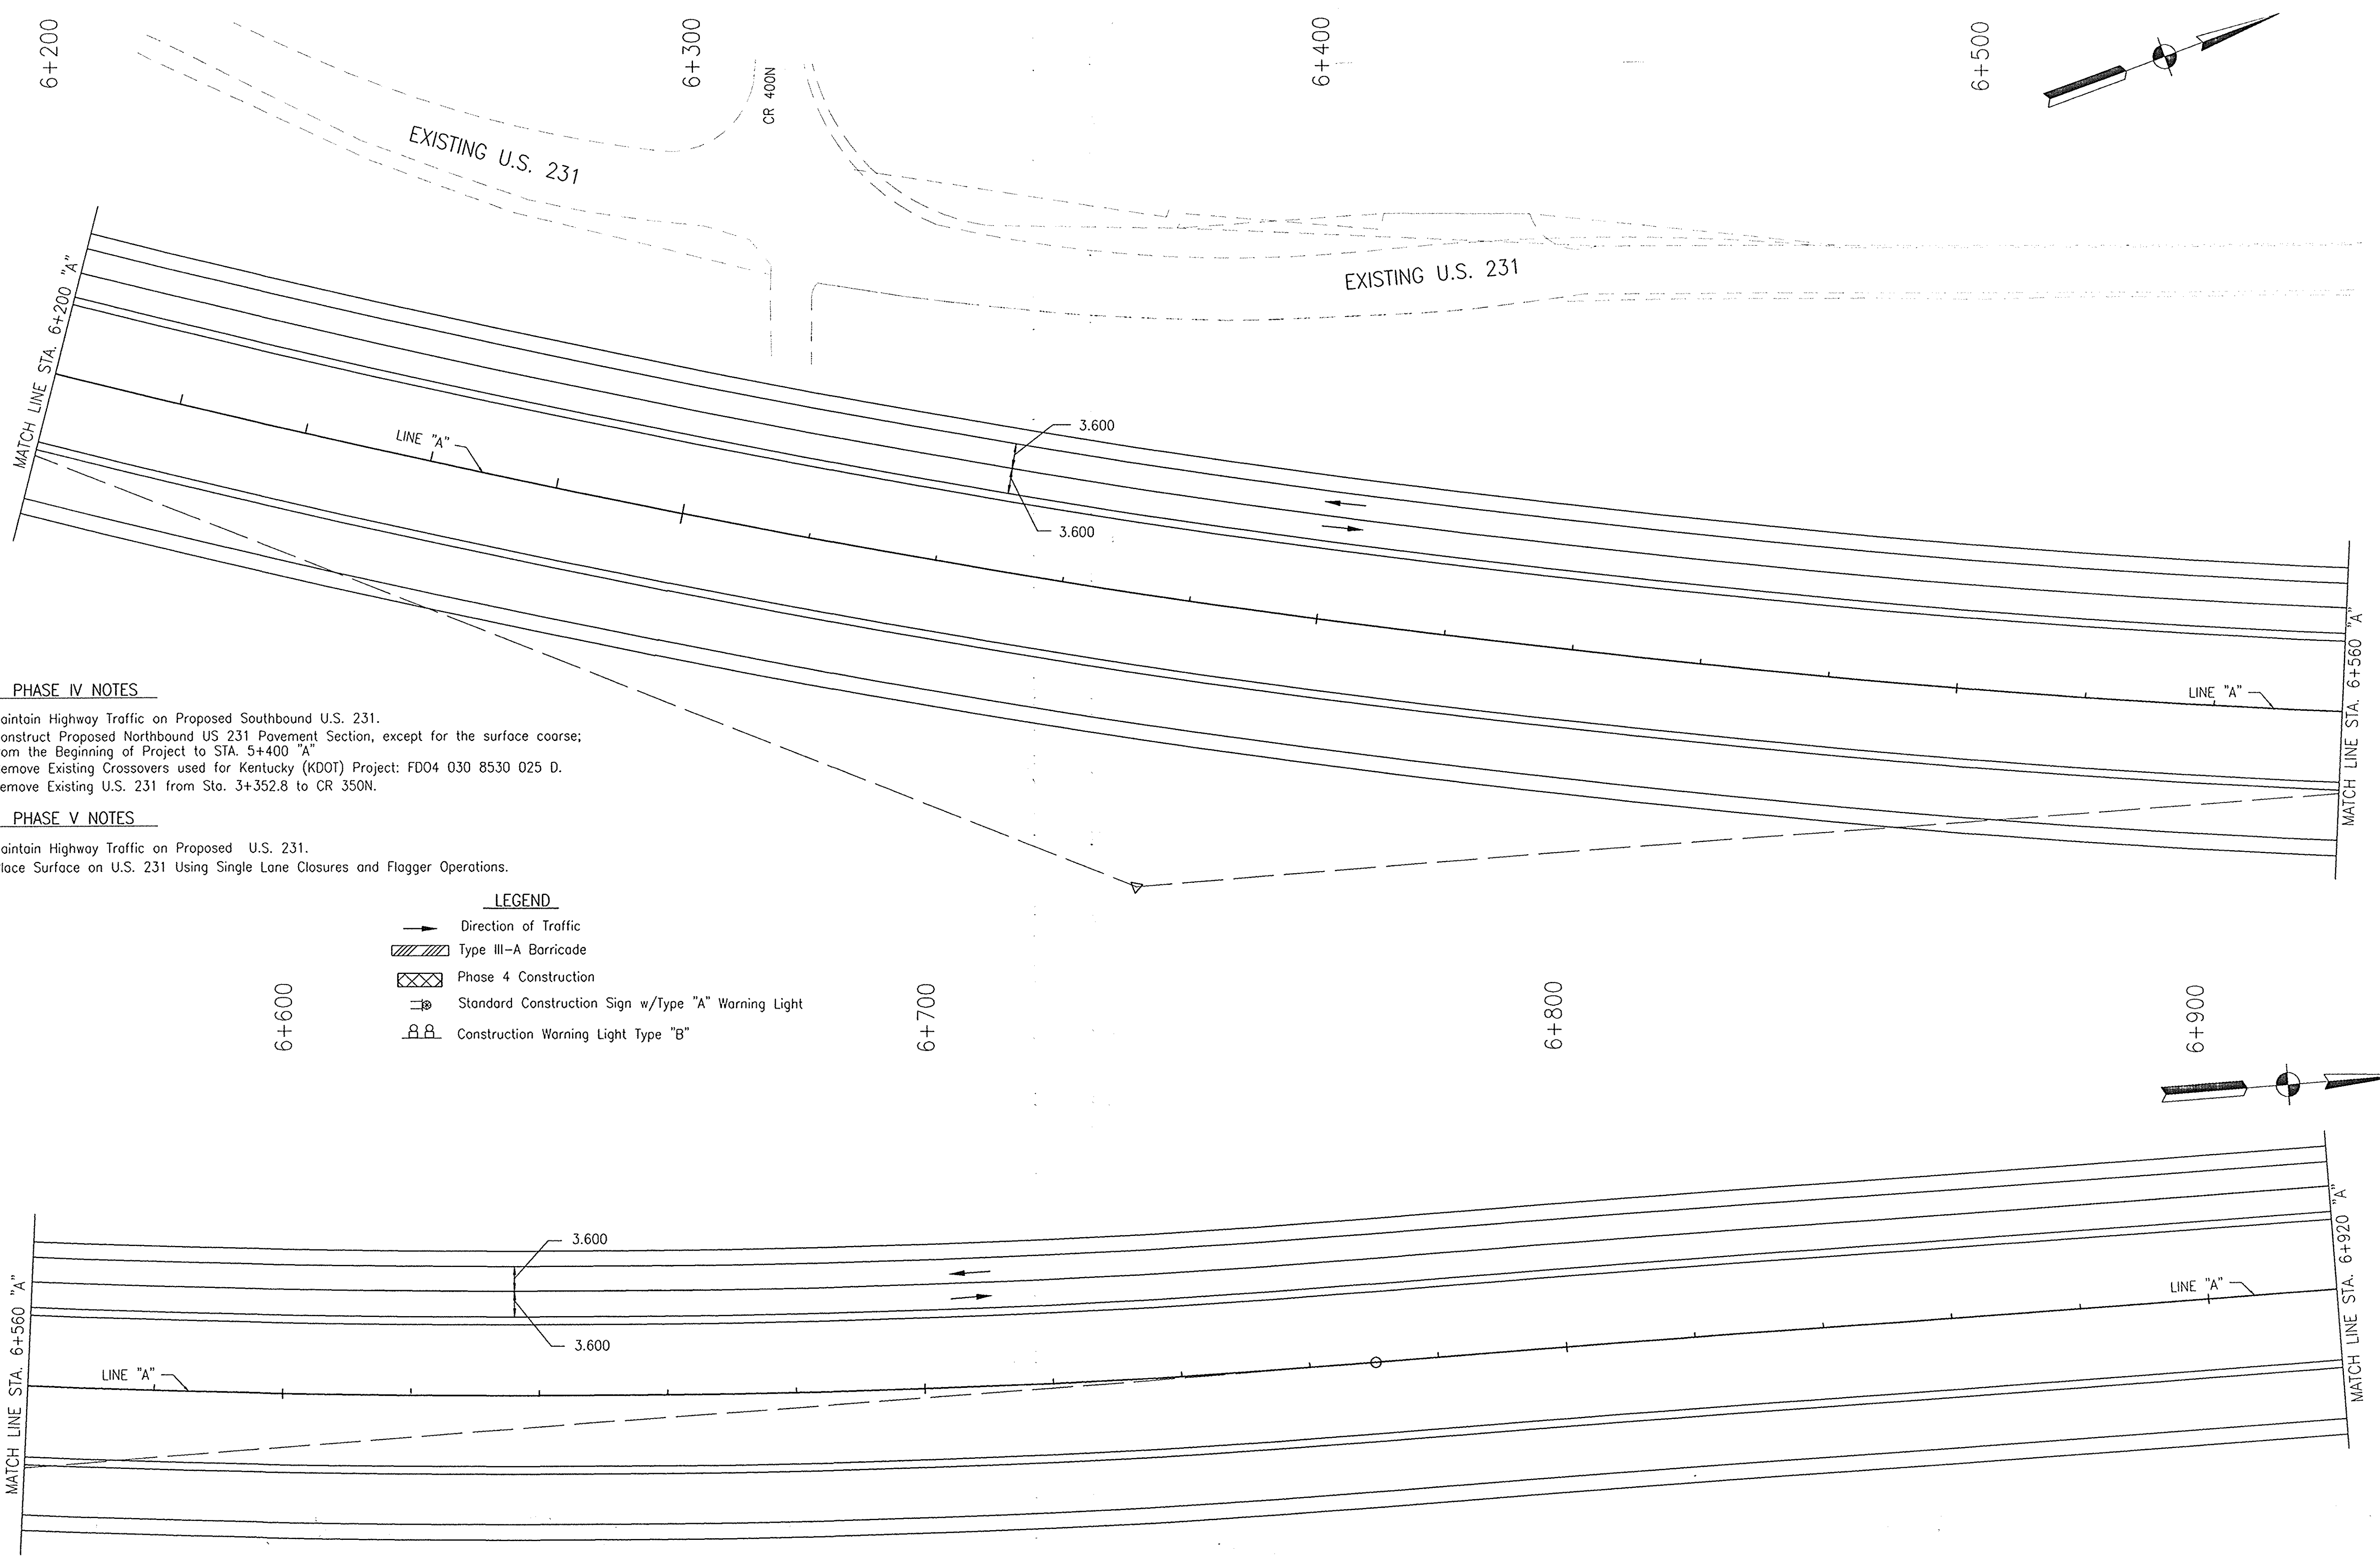 6+200
6+300
6+400
6+500
CR 400N
EXISTING U.S. 231
EXISTING U.S. 231
MATCH LINE STA. 6+200 "A"
LINE "A"
3.600
3.600
LINE "A"
MATCH LINE STA. 6+560 "A"
PHASE IV NOTES
aintain Highway Traffic on Proposed Southbound U.S. 231.
onstruct Proposed Northbound US 231 Pavement Section, except for the surface coarse;
om the Beginning of Project to STA. 5+400 "A"
emove Existing Crossovers used for Kentucky (KDOT) Project: FD04 030 8530 025 D.
emove Existing U.S. 231 from Sta. 3+352.8 to CR 350N.
PHASE V NOTES
aintain Highway Traffic on Proposed U.S. 231.
lace Surface on U.S. 231 Using Single Lane Closures and Flagger Operations.
LEGEND
Direction of Traffic
Type III-A Barricade
Phase 4 Construction
Standard Construction Sign w/Type "A" Warning Light
Construction Warning Light Type "B"
6+600
6+700
6+800
6+900
MATCH LINE STA. 6+560 "A"
3.600
3.600
LINE "A"
LINE "A"
MATCH LINE STA. 6+920 "A"